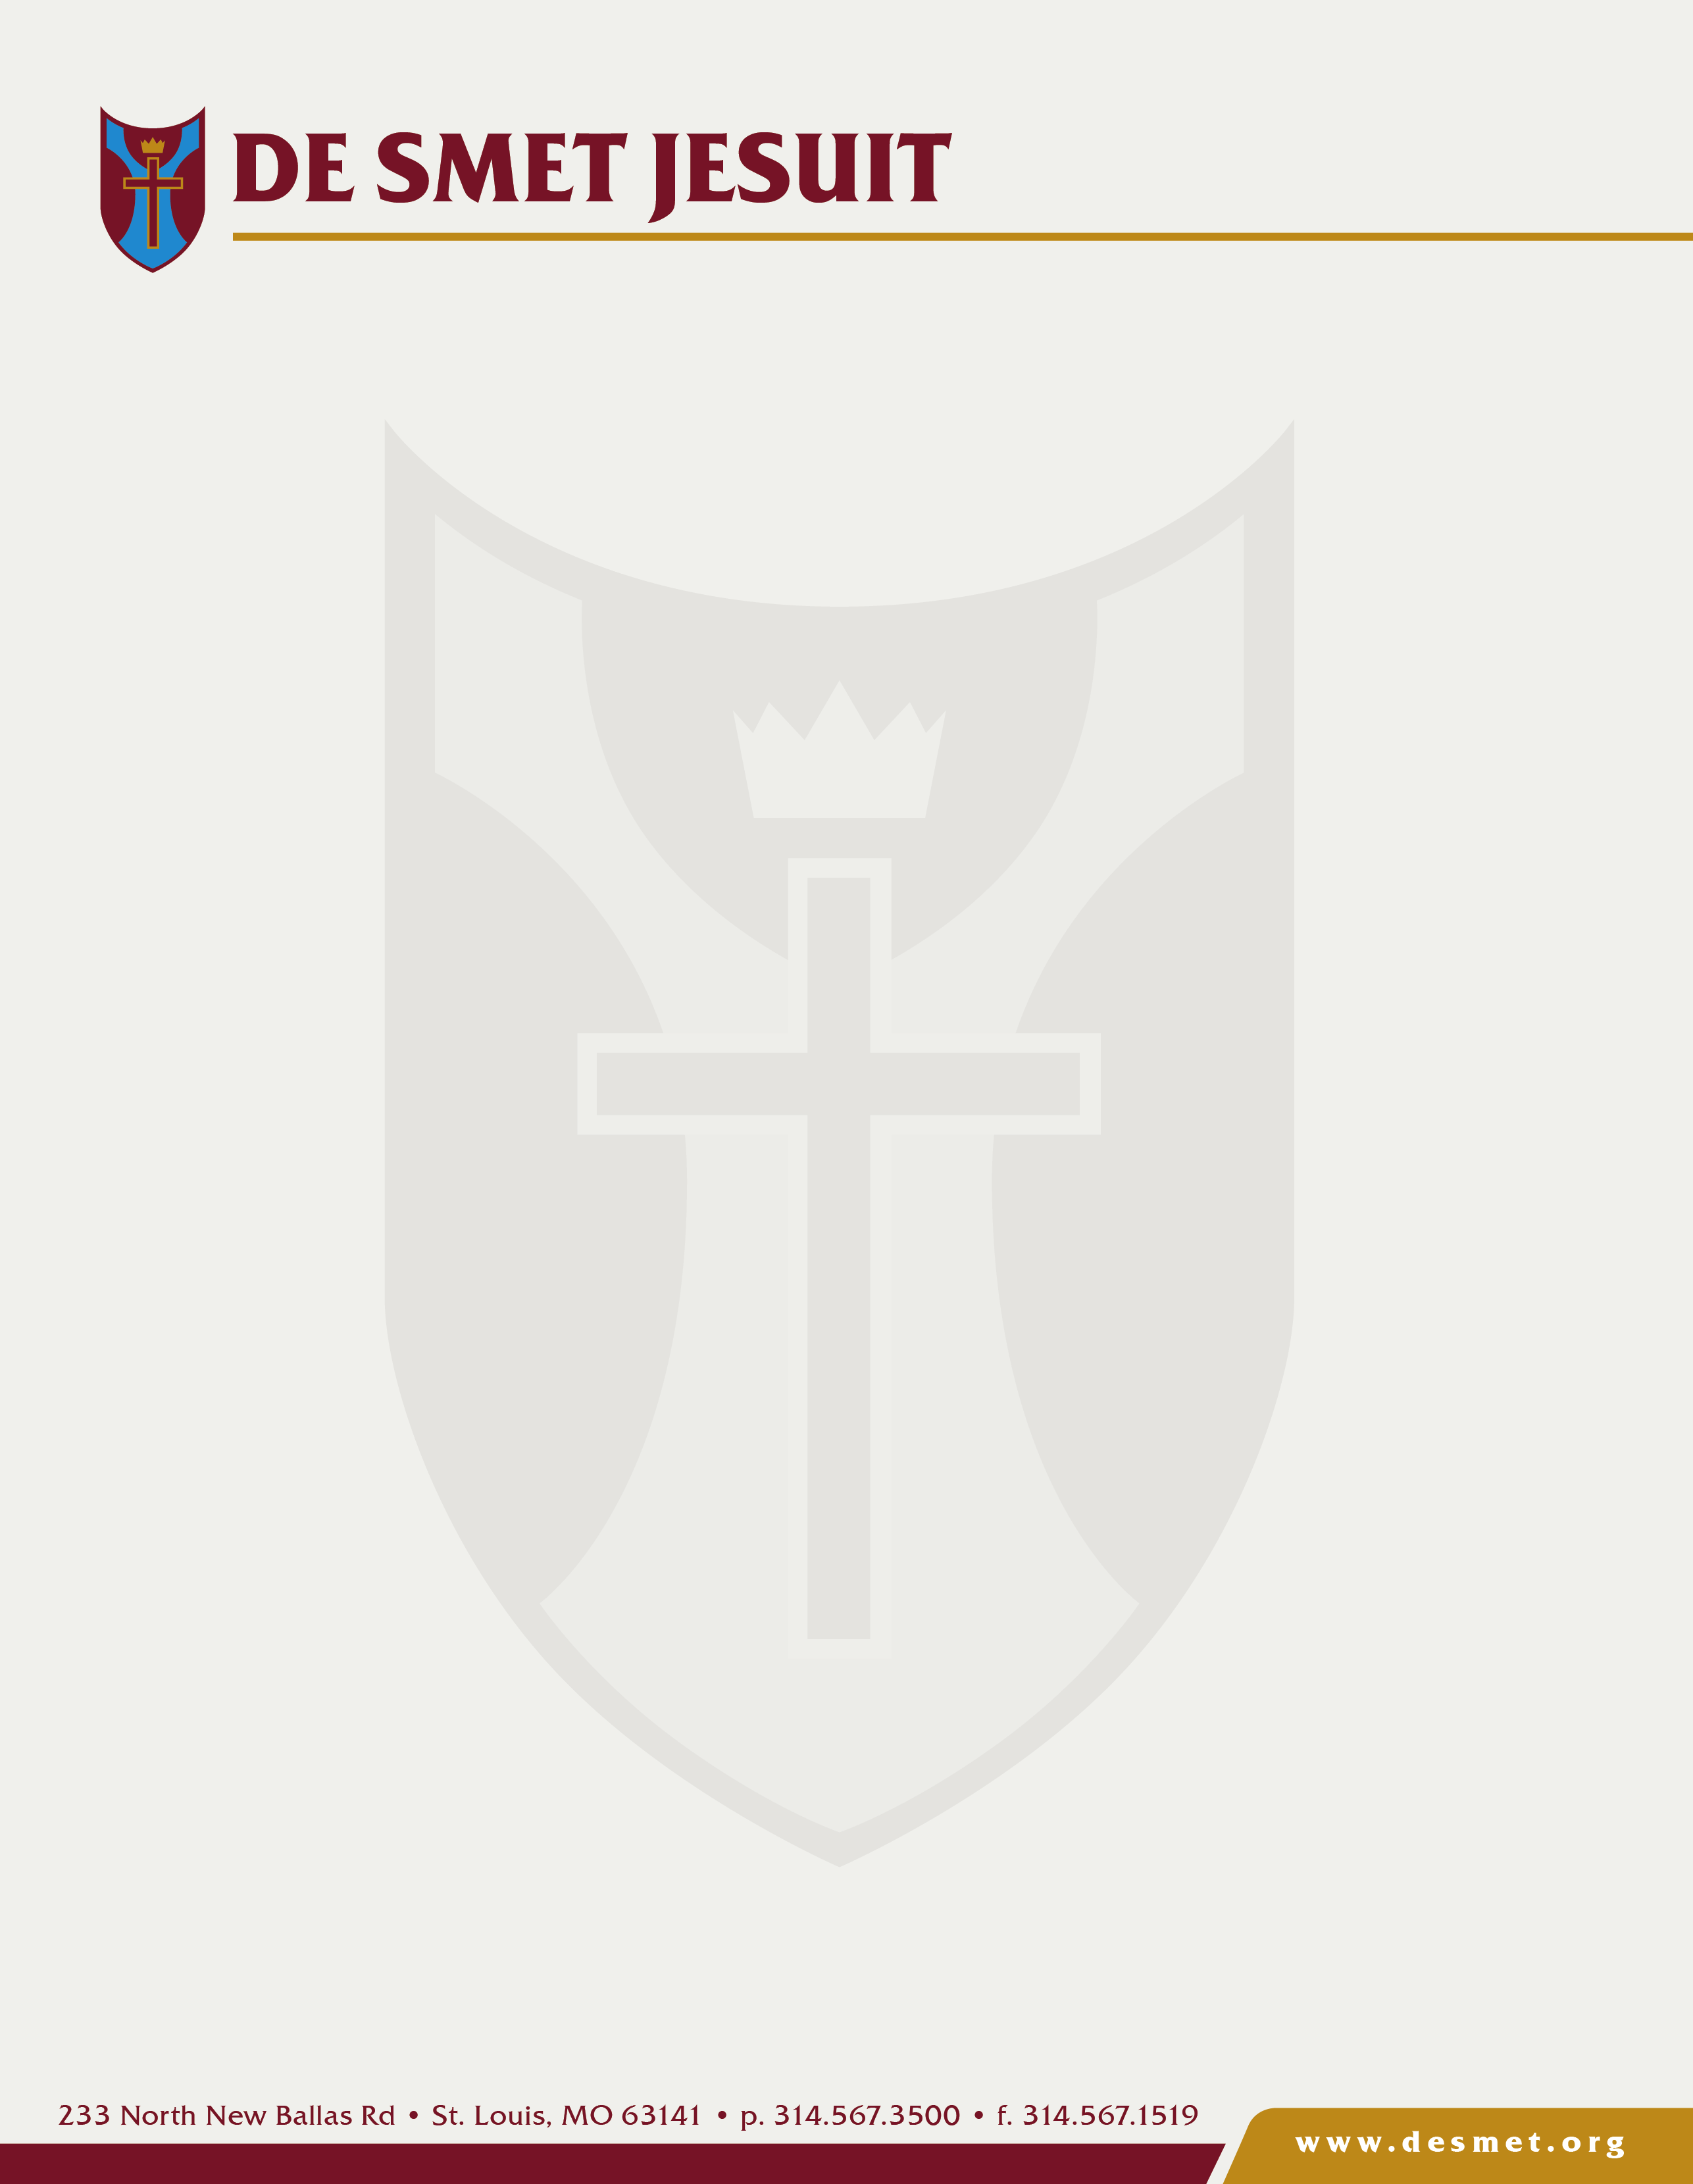 DE SMET JESUIT
233 North New Ballas Rd • St. Louis, MO 63141 • p. 314.567.3500 • f. 314.567.1519
www.desmet.org